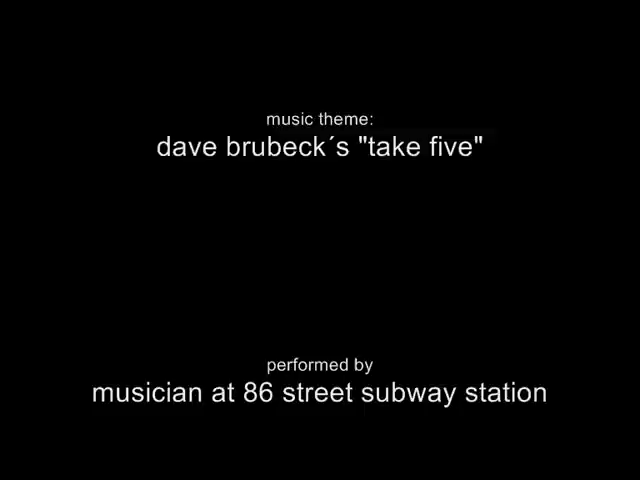 music theme:
dave brubeck´s "take five"
performed by
musician at 86 street subway station